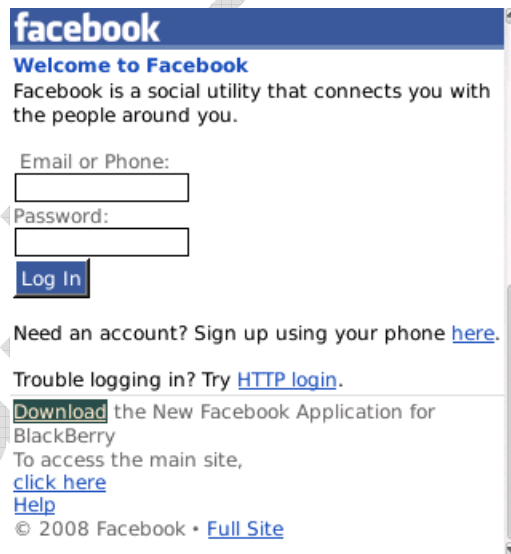 facebook
Welcome to Facebook
Facebook is a social utility that connects you with
the people around you.
Email or Phone:
Password:
Log In
Need an account? Sign up using your phone here.
Trouble logging in? Try HTTP login.
Download the New Facebook Application for
BlackBerry
To access the main site,
click here
Help
© 2008 Facebook • Full Site